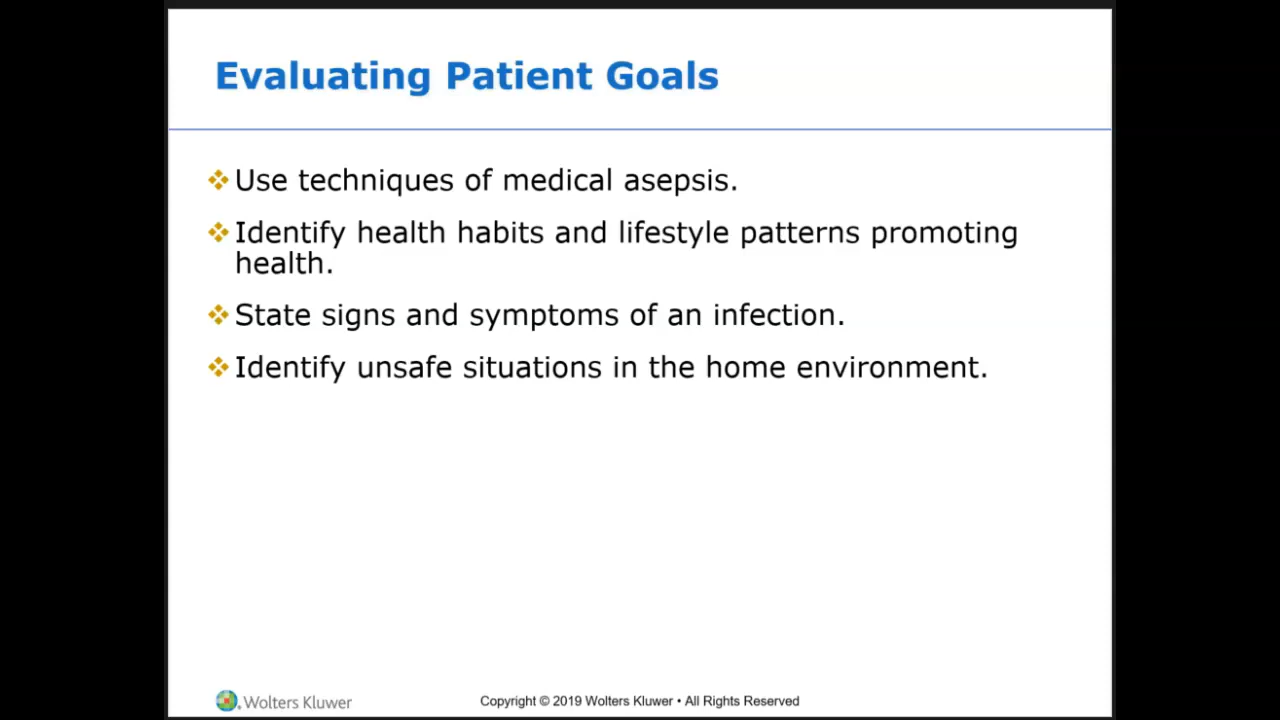 Evaluating Patient Goals
Use techniques of medical asepsis.
Identify health habits and lifestyle patterns promoting
health.
State signs and symptoms of an infection.
Identify unsafe situations in the home environment.
Wolters Kluwer
Copyright © 2019 Wolters Kluwer • All Rights Reserved